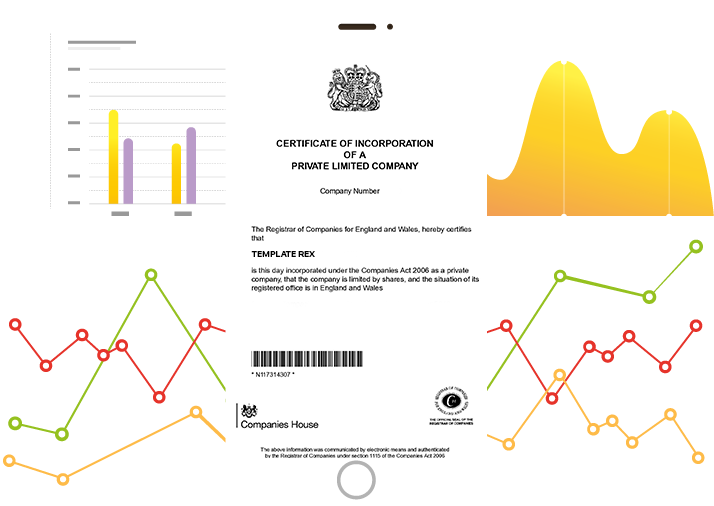 CERTIFICATE OF INCORPORATION
OF A
PRIVATE LIMITED COMPANY
Company Number
The Registrar of Companies for England and Wales, hereby certifies
that
TEMPLATE REX
is this day incorporated under the Companies Act 2006 as a private
company, that the company is limited by shares, and the situation of its
registered office is in England and Wales
* N117314307 *
Companies House
THE OFFICIAL SEAL OF THE
REGISTRAR OF COMPANIES
The above information was communicated by electronic means and authenticated
by the Registrar of Companies under section 1115 of the Companies Act 2006